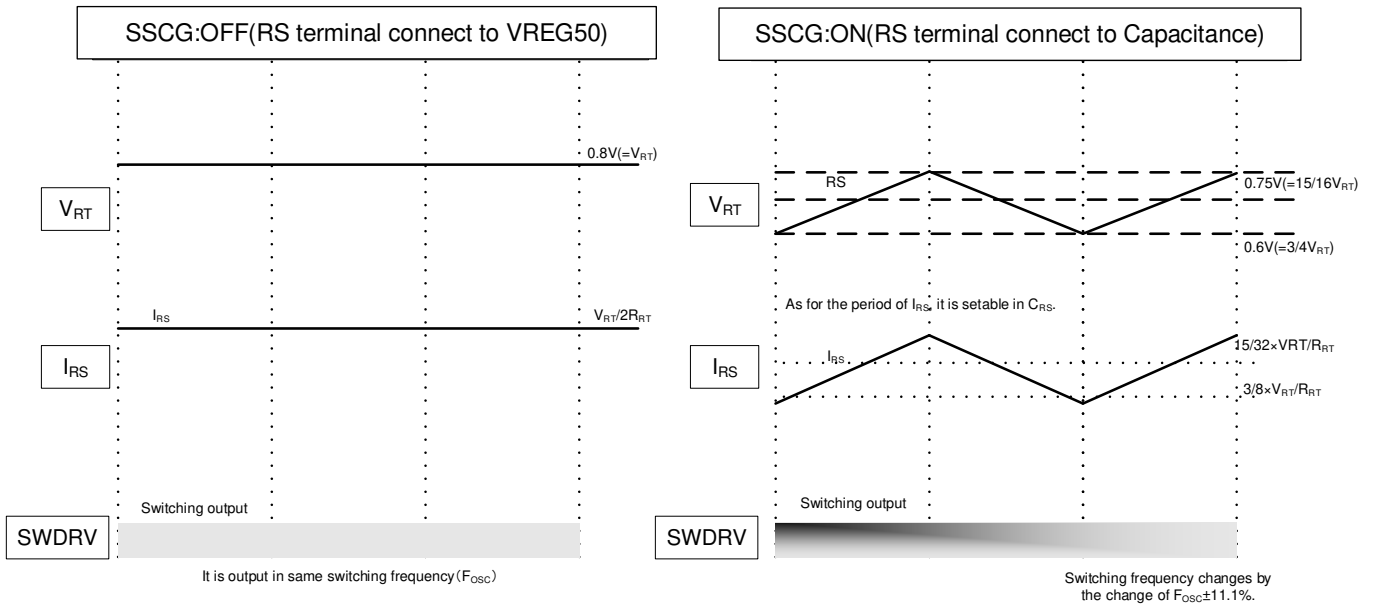 SSCG:OFF(RS terminal connect to VREG50)
0.8V(=VRT)
VRT
IRS
VRT/2RRT
IRS
Switching output
SWDRV
It is output in same switching frequency(FOSC)
SSCG:ON(RS terminal connect to Capacitance)
RS
0.75V(=15/16VRT)
VRT
0.6V(=3/4VRT)
As for the period of IRS, it is setable in CRS.
15/32×VRT/RRT
IRS
IRS
3/8×VRT/RRT
Switching output
SWDRV
Switching frequency changes by
the change of FOSC±11.1%.